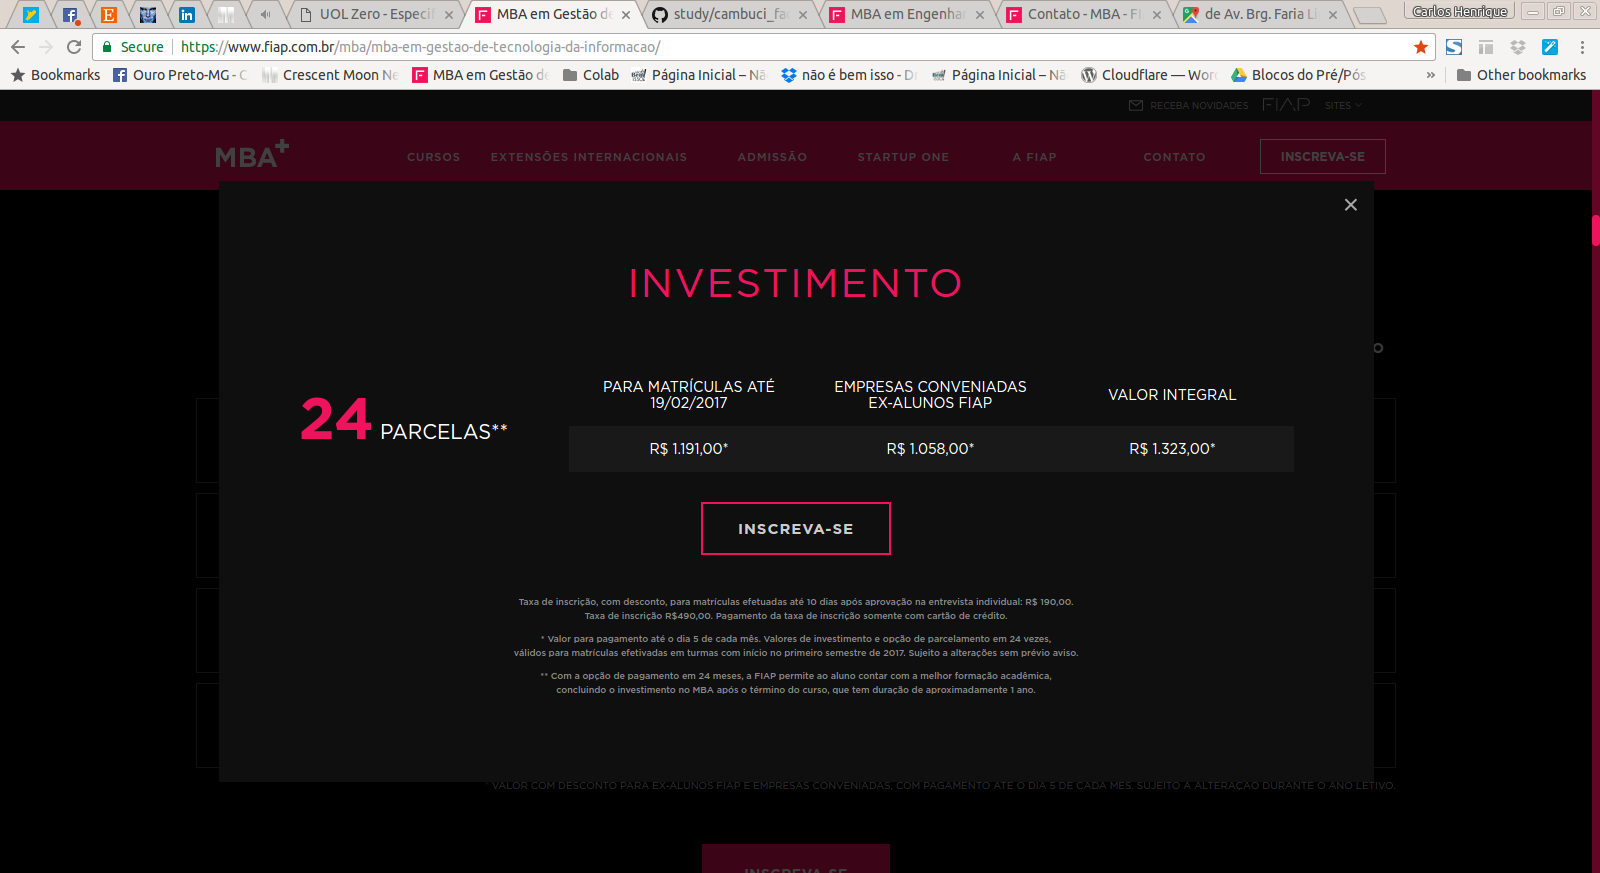 UOL Zero - Especif
MBA em Gestão de
study/cambuci_fac
MBA em Engenhar
Contato - MBA - FI
de Av. Brg. Faria Li
Carlos Henrique
Secure
https://www.fiap.com.br/mba/mba-em-gestao-de-tecnologia-da-informacao/
Bookmarks
Ouro Preto-MG - C
Crescent Moon Ne
MBA em Gestão de
Colab
Página Inicial – Nã
não é bem isso - Dr
Página Inicial – Nã
Cloudflare — Word
Blocos do Pré/Pós
»
Other bookmarks
RECEBA NOVIDADES
FIAP
SITES
MBA+
CURSOS
EXTENSÕES INTERNACIONAIS
ADMISSÃO
STARTUP ONE
A FIAP
CONTATO
INSCREVA-SE
INVESTIMENTO
24 PARCELAS**
PARA MATRÍCULAS ATÉ
19/02/2017
EMPRESAS CONVENIADAS
EX-ALUNOS FIAP
VALOR INTEGRAL
R$ 1.191,00*
R$ 1.058,00*
R$ 1.323,00*
INSCREVA-SE
Taxa de inscrição, com desconto, para matrículas efetuadas até 10 dias após aprovação na entrevista individual: R$ 190,00.
Taxa de inscrição R$490,00. Pagamento da taxa de inscrição somente com cartão de crédito.
* Valor para pagamento até o dia 5 de cada mês. Valores de investimento e opção de parcelamento em 24 vezes,
válidos para matrículas efetivadas em turmas com início no primeiro semestre de 2017. Sujeito a alterações sem prévio aviso.
** Com a opção de pagamento em 24 meses, a FIAP permite ao aluno contar com a melhor formação acadêmica,
concluindo o investimento no MBA após o término do curso, que tem duração de aproximadamente 1 ano.
*VALOR COM DESCONTO PARA EX-ALUNOS FIAP E EMPRESAS CONVENIADAS, COM PAGAMENTO ATÉ O DIA 5 DE CADA MÊS. SUJEITO A ALTERAÇÃO DURANTE O ANO LETIVO.
INSCREVA-SE